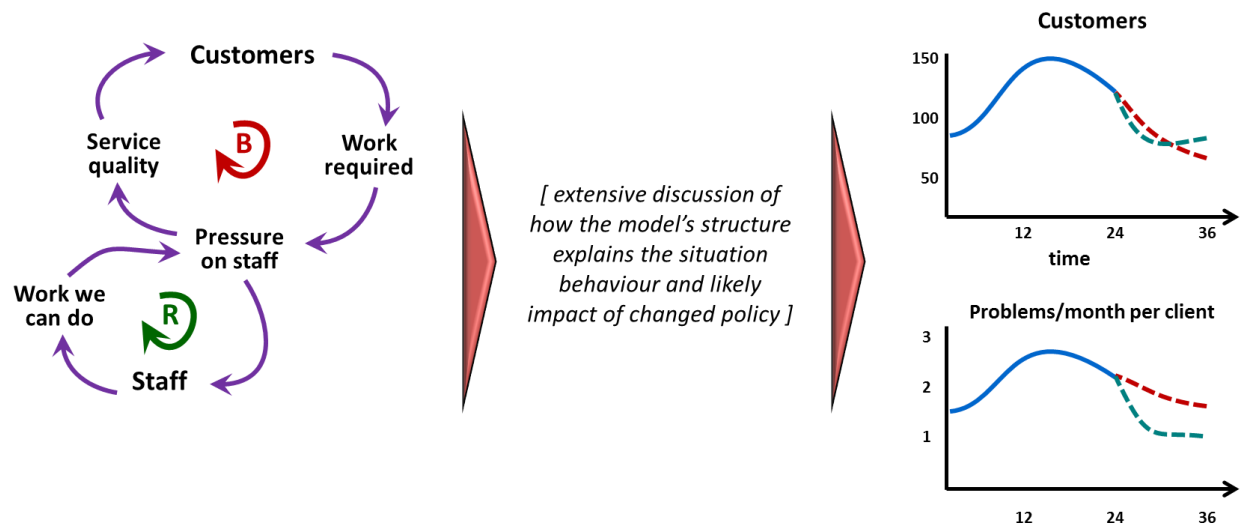 Customers
Service
quality
B
Work
required
Pressure
on staff
Work we
can do
R
Staff
[ extensive discussion of
how the model’s structure
explains the situation
behaviour and likely
impact of changed policy ]
Customers
150
100
50
12 24 36
time
Problems/month per client
3
2
1
12 24 36